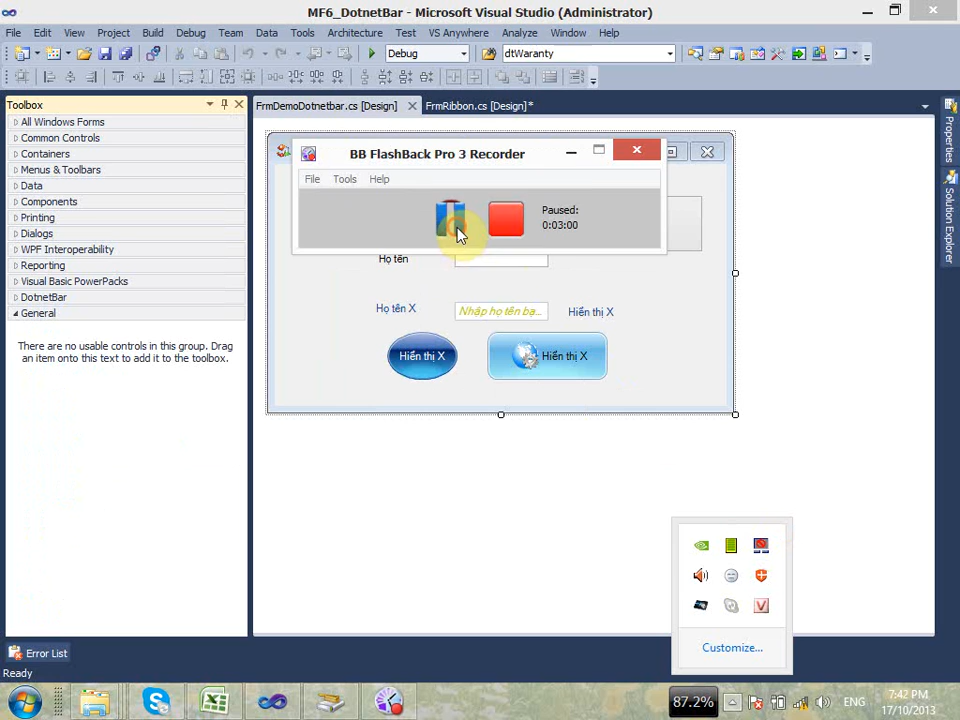 MF6_DotnetBar - Microsoft Visual Studio (Administrator)
File Edit View Project Build Debug Team Data Tools Architecture Test VS Anywhere Analyze Window Help
Debug dtWaranty
Toolbox
FrmDemoDotnetbar.cs [Design]
FrmRibbon.cs [Design]*
All Windows Forms
Common Controls
Containers
Menus & Toolbars
Data
Components
Printing
Dialogs
WPF Interoperability
Reporting
Visual Basic PowerPacks
DotnetBar
General
There are no usable controls in this group. Drag
an item onto this text to add it to the toolbox.
BB FlashBack Pro 3 Recorder
File Tools Help
Paused:
0:03:00
Họ tên
Họ tên X
Nhập họ tên bạ...
Hiển thị X
Hiển thị X
Hiển thị X
Properties
Solution Explorer
Customize...
Error List
Ready
87.2%
ENG
7:42 PM
17/10/2013